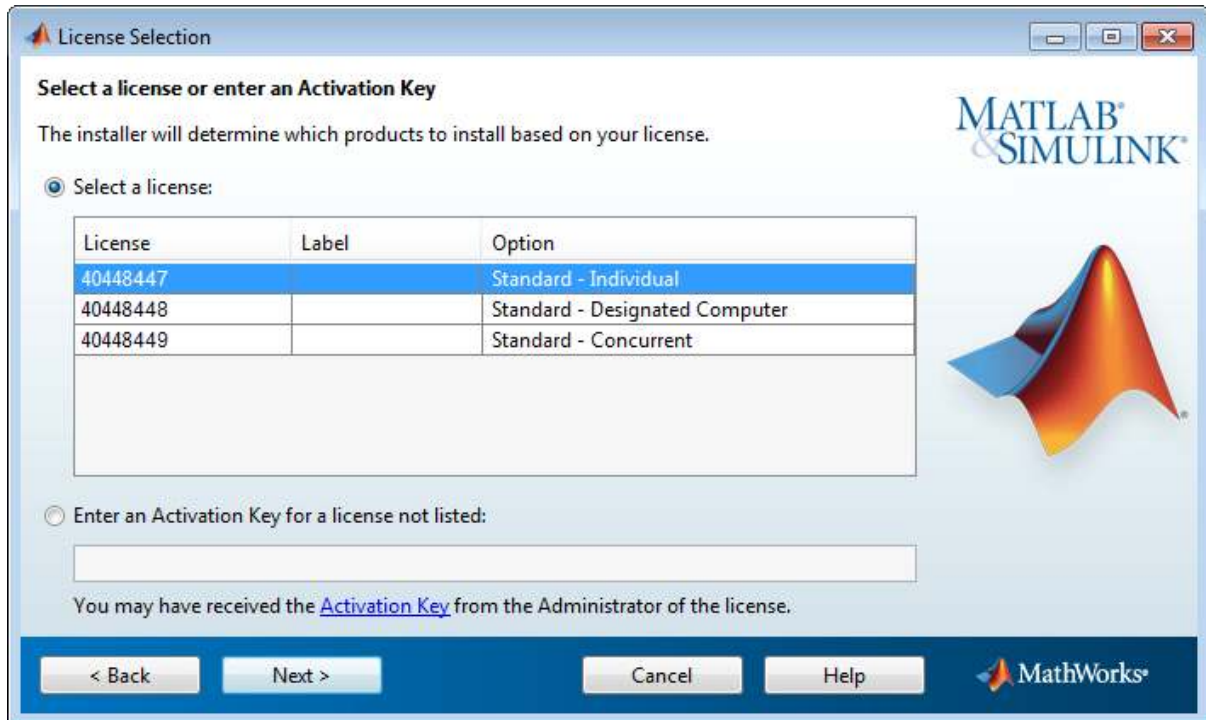 License Selection
Select a license or enter an Activation Key
The installer will determine which products to install based on your license.
MATLAB®
&SIMULINK®
Select a license:
License Label Option
40448447 Standard - Individual
40448448 Standard - Designated Computer
40448449 Standard - Concurrent
®
Enter an Activation Key for a license not listed:
You may have received the Activation Key from the Administrator of the license.
< Back Next > Cancel Help MathWorks®